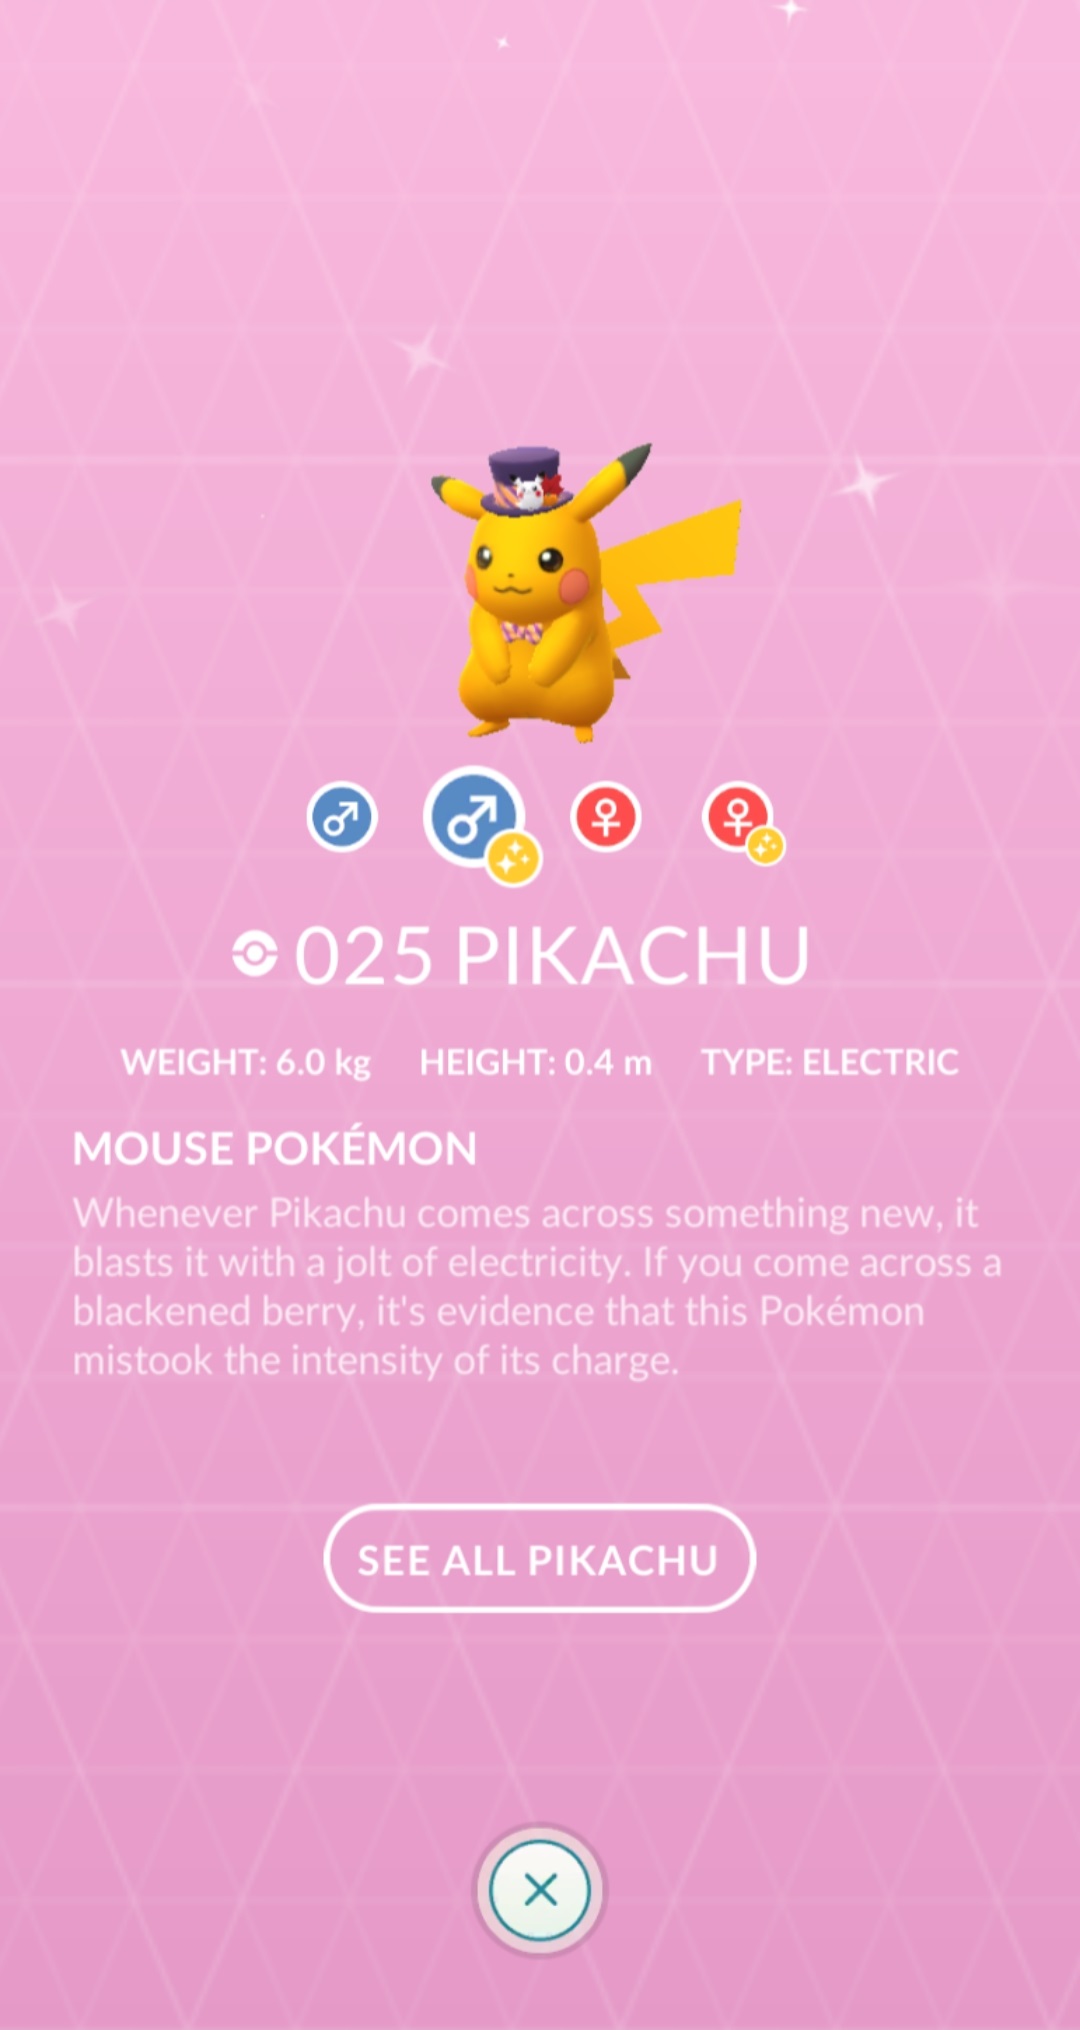 025 PIKACHU
WEIGHT: 6.0 kg HEIGHT: 0.4 m TYPE: ELECTRIC
MOUSE POKÉMON
Whenever Pikachu comes across something new, it
blasts it with a jolt of electricity. If you come across a
blackened berry, it's evidence that this Pokémon
mistook the intensity of its charge.
SEE ALL PIKACHU